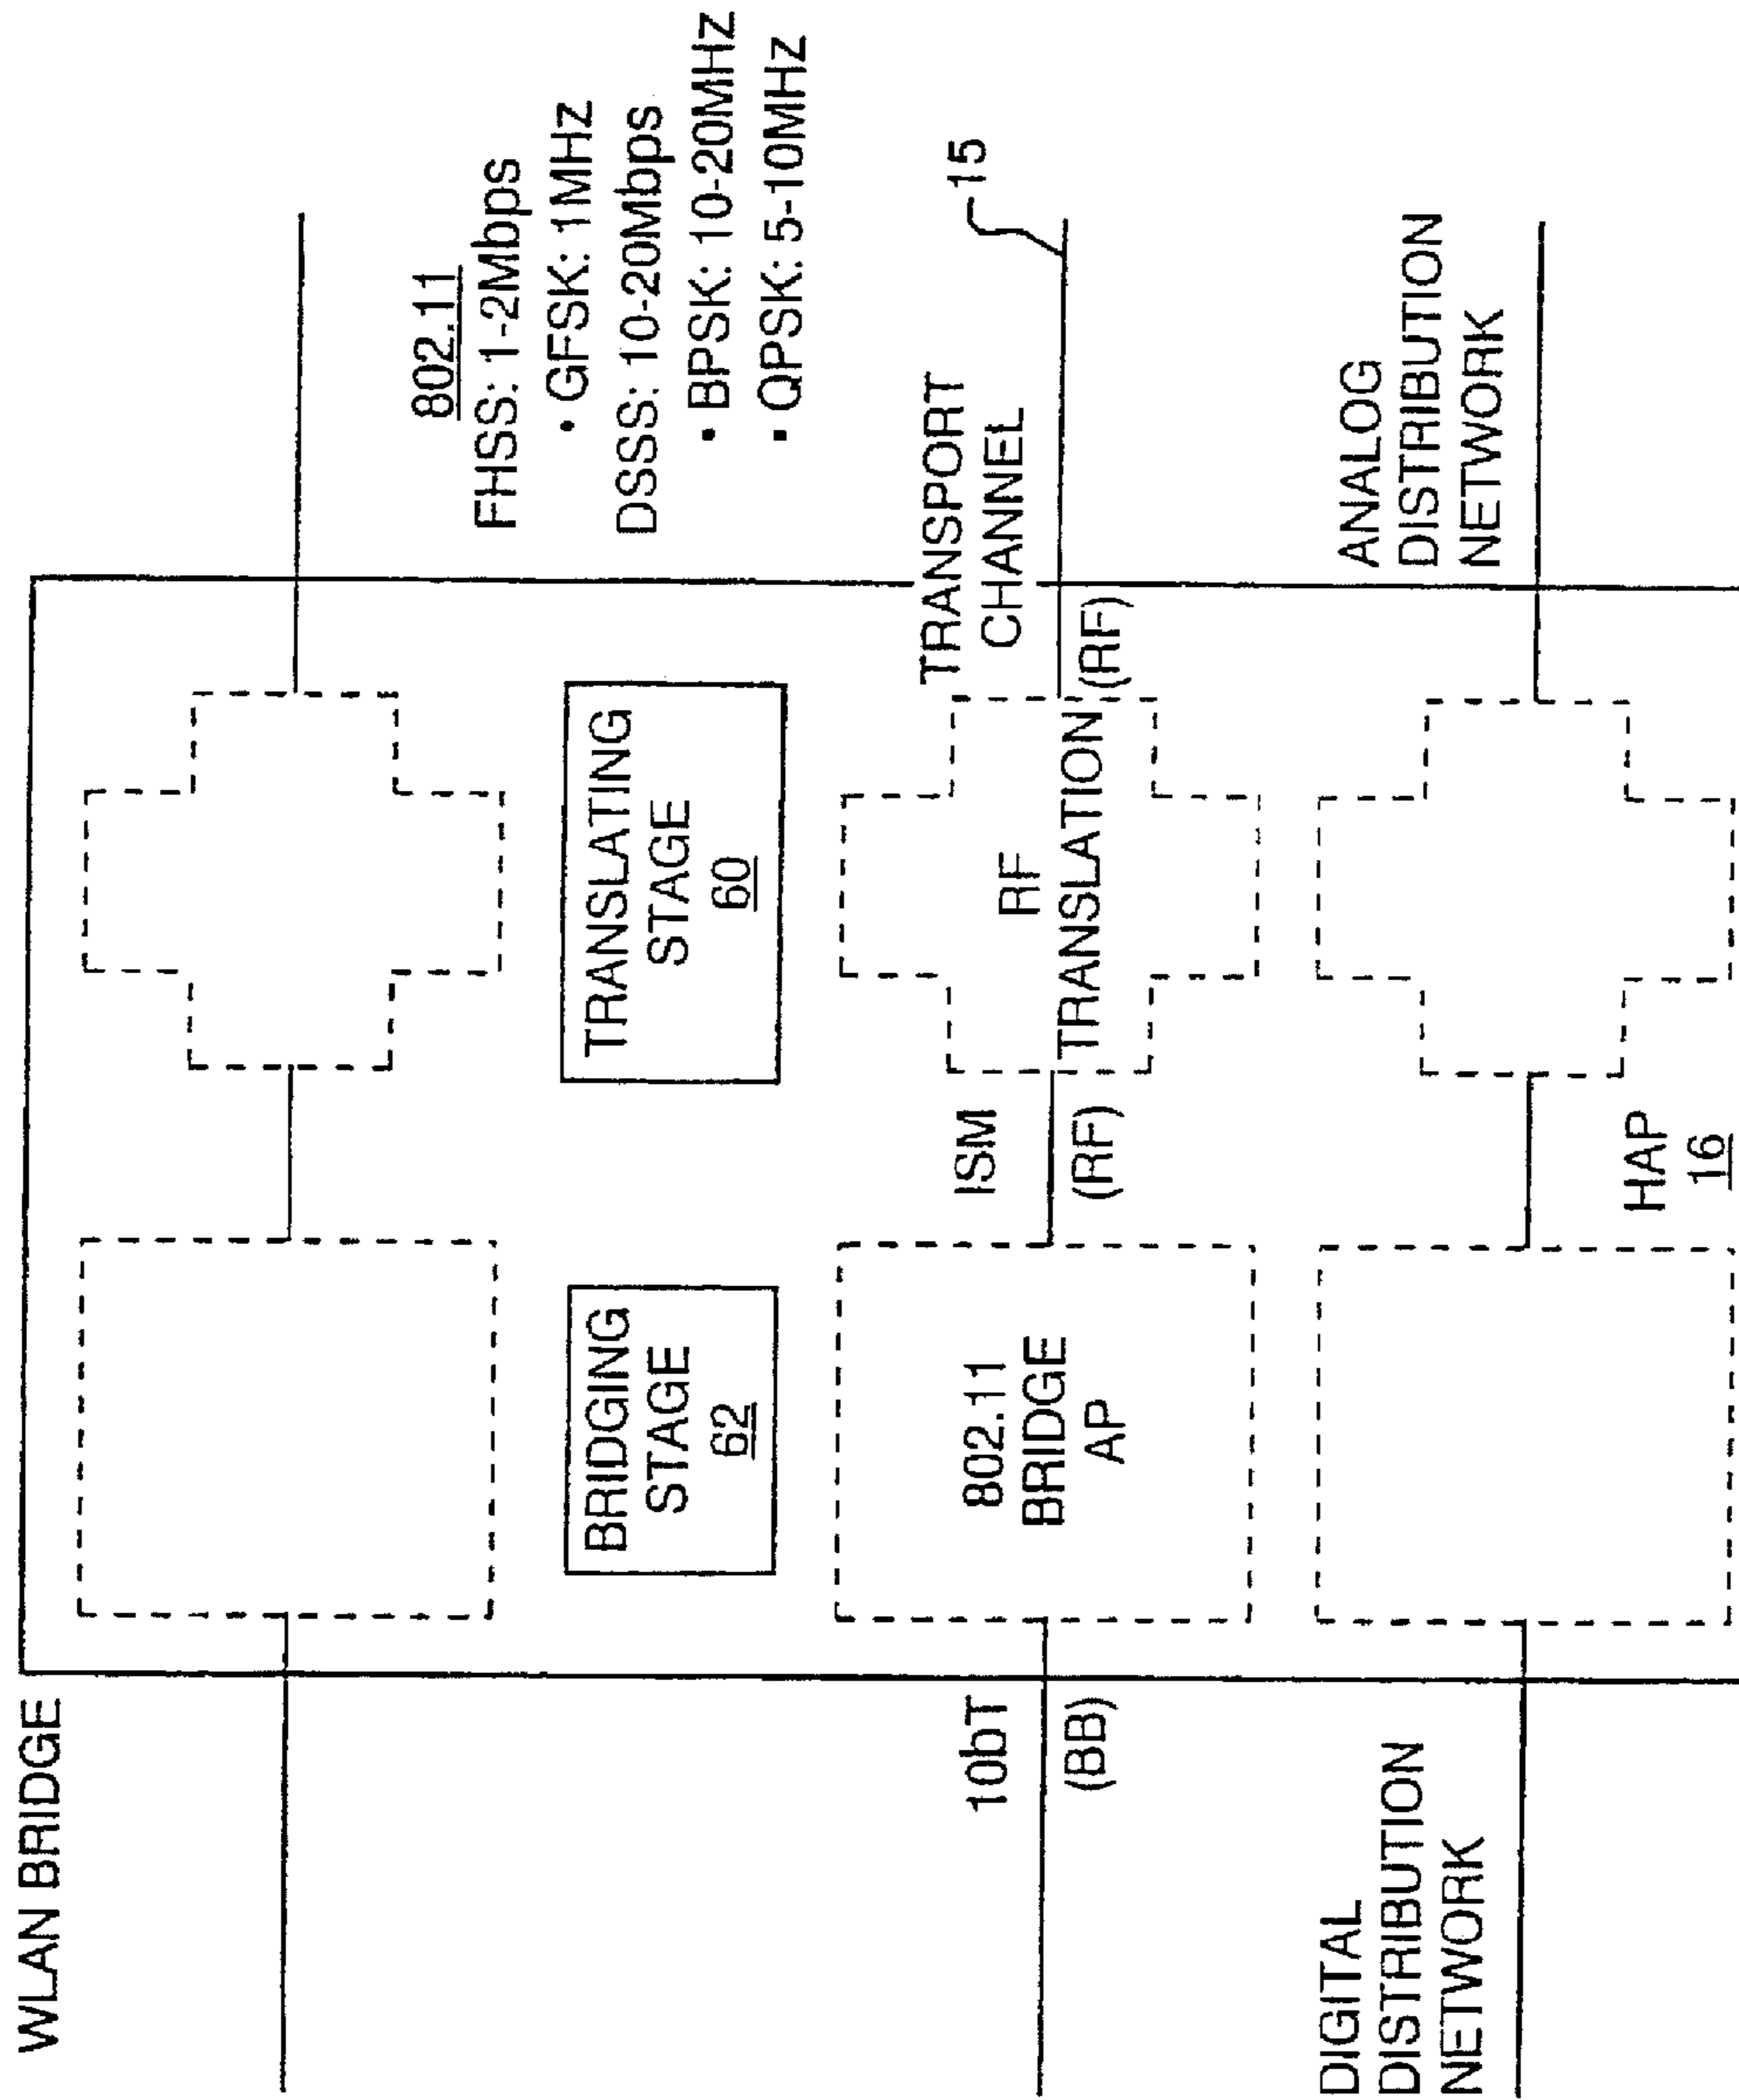 WLAN BRIDGE
802.11
FHSS: 1-2Mbps
• GFSK: 1MHz
DSSS: 10-20Mbps
• BPSK: 10-20MHz
• QPSK: 5-10MHz
BRIDGING
STAGE
62
TRANSLATING
STAGE
60
10bT
(BB)
802.11
BRIDGE
AP
ISM
(RF)
RF
TRANSLATION
TRANSPORT
CHANNEL
(RF)
15
DIGITAL
DISTRIBUTION
NETWORK
HAP
16
ANALOG
DISTRIBUTION
NETWORK